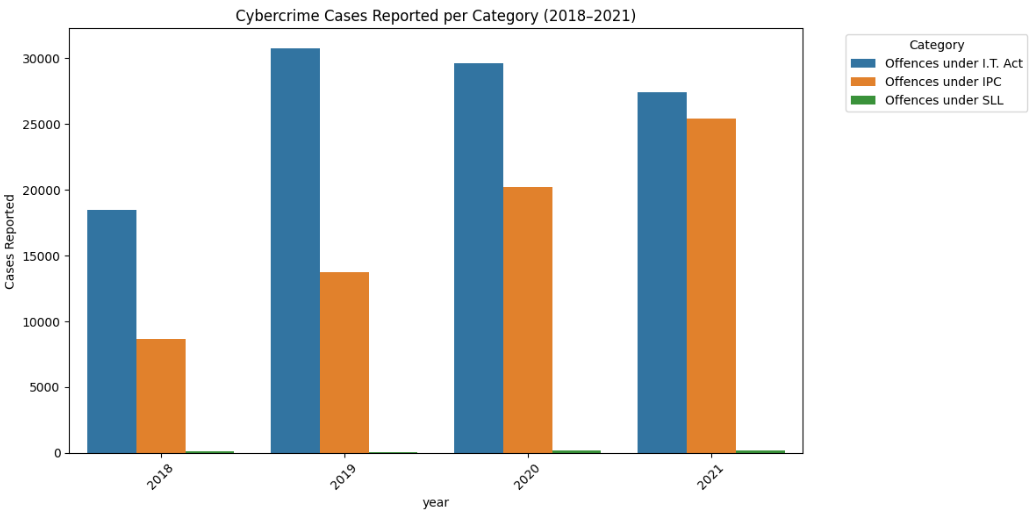 Cybercrime Cases Reported per Category (2018–2021)
Category
Offences under I.T. Act
Offences under IPC
Offences under SLL
Cases Reported
30000
25000
20000
15000
10000
5000
0
2018
2019
2020
2021
year